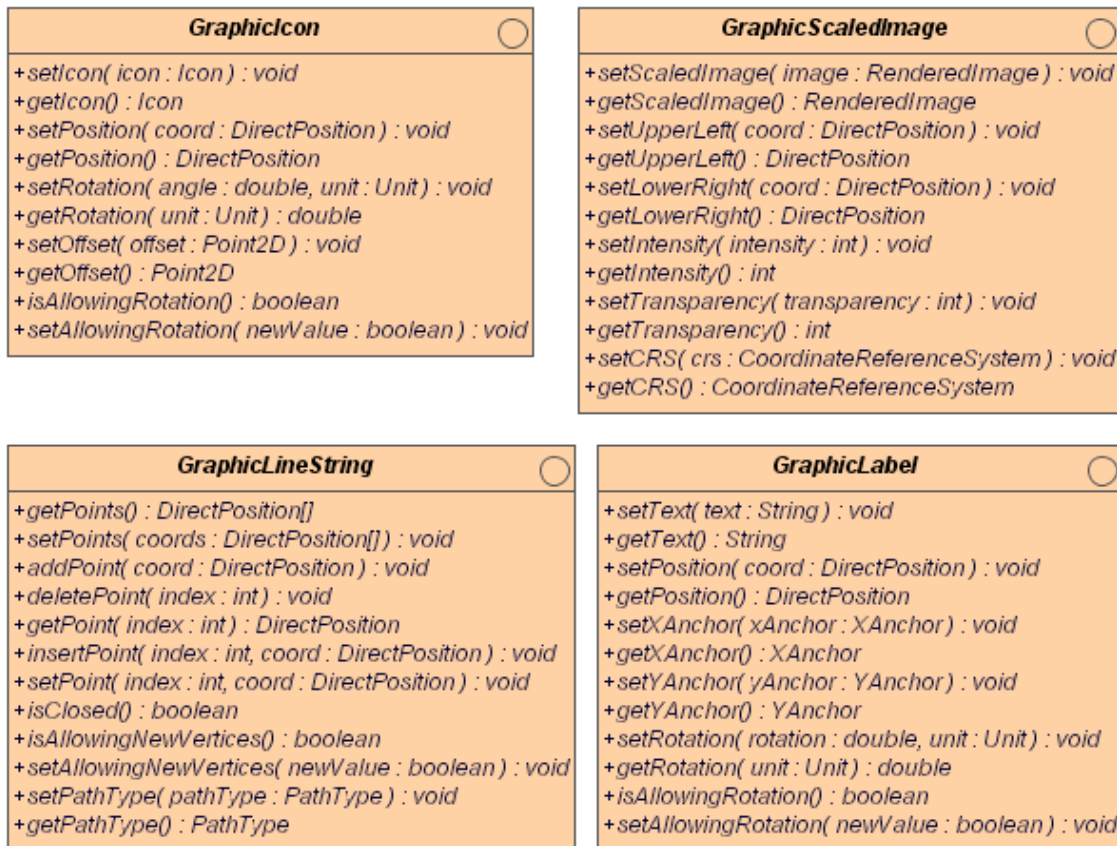 GraphicIcon
+setIcon( icon : Icon ) : void
+getIcon() : Icon
+setPosition( coord : DirectPosition ) : void
+getPosition() : DirectPosition
+setRotation( angle : double, unit : Unit ) : void
+getRotation( unit : Unit ) : double
+setOffset( offset : Point2D ) : void
+getOffset() : Point2D
+isAllowingRotation() : boolean
+setAllowingRotation( newValue : boolean ) : void
GraphicScaledImage
+setScaledImage( image : RenderedImage ) : void
+getScaledImage() : RenderedImage
+setUpperLeft( coord : DirectPosition ) : void
+getUpperLeft() : DirectPosition
+setLowerRight( coord : DirectPosition ) : void
+getLowerRight() : DirectPosition
+setIntensity( intensity : int ) : void
+getIntensity() : int
+setTransparency( transparency : int ) : void
+getTransparency() : int
+setCRS( crs : CoordinateReferenceSystem ) : void
+getCRS() : CoordinateReferenceSystem
GraphicLineString
+getPoints() : DirectPosition[]
+setPoints( coords : DirectPosition[] ) : void
+addPoint( coord : DirectPosition ) : void
+deletePoint( index : int ) : void
+getPoint( index : int ) : DirectPosition
+insertPoint( index : int, coord : DirectPosition ) : void
+setPoint( index : int, coord : DirectPosition ) : void
+isClosed() : boolean
+isAllowingNewVertices() : boolean
+setAllowingNewVertices( newValue : boolean ) : void
+setPathType( pathType : PathType ) : void
+getPathType() : PathType
GraphicLabel
+setText( text : String ) : void
+getText() : String
+setPosition( coord : DirectPosition ) : void
+getPosition() : DirectPosition
+setXAnchor( xAnchor : XAnchor ) : void
+getXAnchor() : XAnchor
+setYAnchor( yAnchor : YAnchor ) : void
+getYAnchor() : YAnchor
+setRotation( rotation : double, unit : Unit ) : void
+getRotation( unit : Unit ) : double
+isAllowingRotation() : boolean
+setAllowingRotation( newValue : boolean ) : void